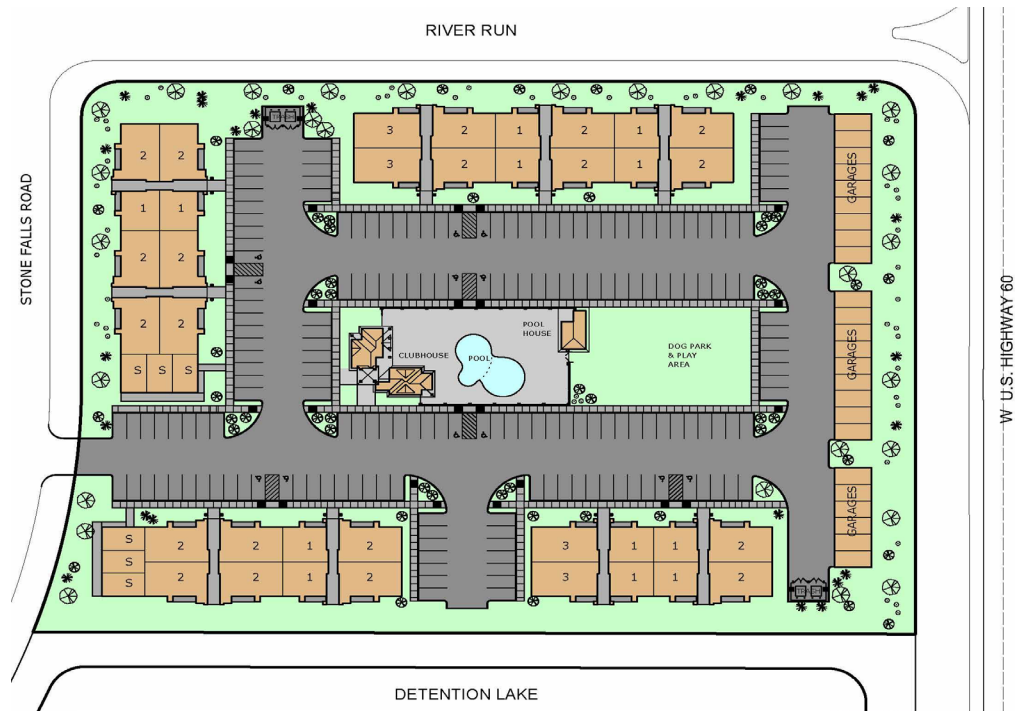 RIVER RUN
TRASH
3 2 1 2 1 2
3 2 1 2 1 2
2 2
1 1
2 2
2 2
S S S
STONE FALLS ROAD
GARAGES
GARAGES
GARAGES
W U.S. HIGHWAY 60
POOL
HOUSE
CLUBHOUSE
POOL
DOG PARK
& PLAY
AREA
S
S
S
2 2 1 2
2 2 1 2
3 1 1 2
3 1 1 2
TRASH
DETENTION LAKE